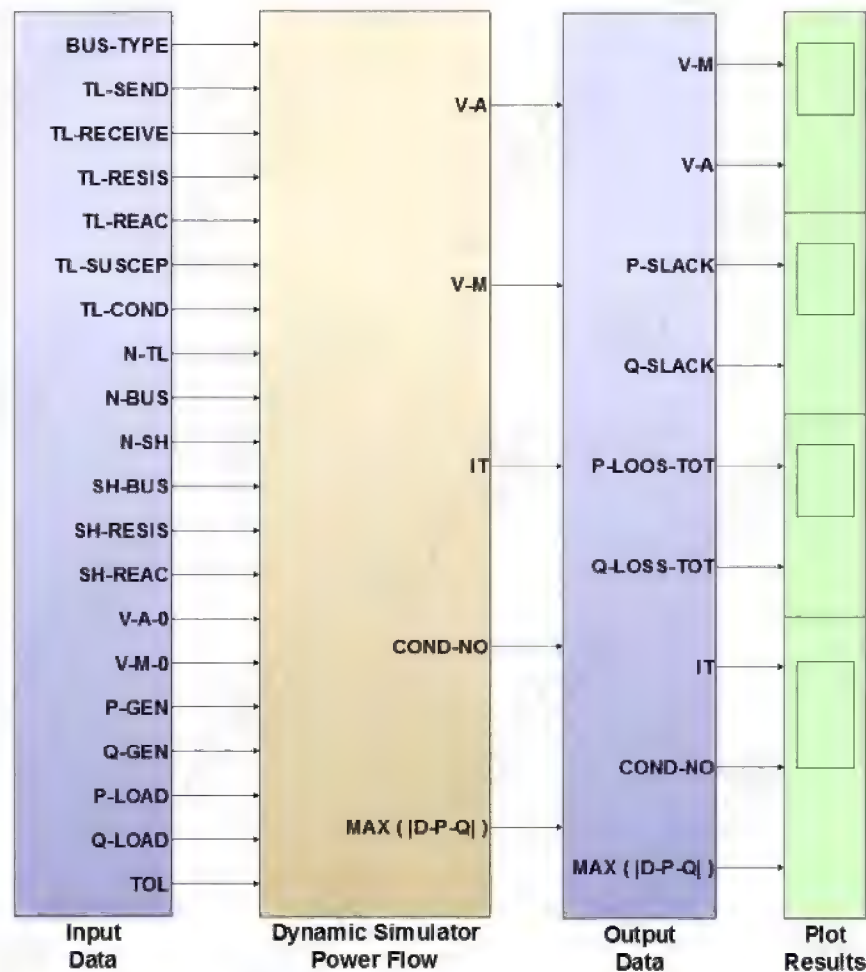 BUS-TYPE
TL-SEND
TL-RECEIVE
TL-RESIS
TL-REAC
TL-SUSCEP
TL-COND
N-TL
N-BUS
N-SH
SH-BUS
SH-RESIS
SH-REAC
V-A-0
V-M-0
P-GEN
Q-GEN
P-LOAD
Q-LOAD
TOL
Input
Data
V-A
V-M
IT
COND-NO
MAX ( |D-P-Q| )
Dynamic Simulator
Power Flow
V-M
V-A
P-SLACK
Q-SLACK
P-LOOS-TOT
Q-LOSS-TOT
IT
COND-NO
MAX ( |D-P-Q| )
Output
Data
Plot
Results